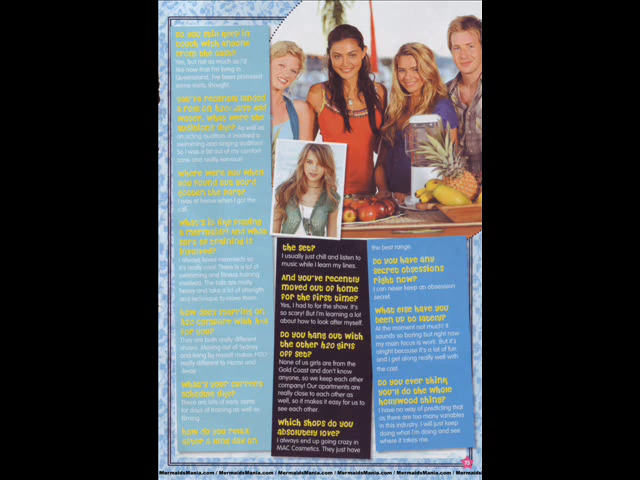 Do you still keep in
touch with anyone
from the cast?
Yes, but not as much as I'd
like now that I'm living in
Queensland. I've been promised
some visits, though!
You've recently landed
a role on H2O: Just Add
Water. What were the
auditions like? As well as
an acting audition, it involved a
swimming and singing audition!
So I was a bit out of my comfort
zone and really nervous!
Where were you when
you found out you'd
scored the part?
I was at home when I got the
call.
What's it like playing
a mermaid? And what
sort of training is
involved?
I always loved mermaids so
it's really cool! There is a lot of
swimming and fitness training
involved. The tails are really
heavy and take a lot of strength
and technique to move them.
How does starring on
H2O compare with H&A
for you?
They are both really different
shows. Moving out of Sydney
and living by myself makes H2O
really different to Home and
Away.
What's your current
schedule like?
There are lots of early starts
for days of training as well as
filming.
How do you relax
after a long day on
the set?
I usually just chill and listen to
music while I learn my lines.
And you've recently
moved out of home
for the first time?
Yes, I had to for the show. It's
so scary! But I'm learning a lot
about how to look after myself.
Do you hang out with
the other H2O girls
off set?
None of us girls are from the
Gold Coast and don't know
anyone, so we keep each other
company! Our apartments are
really close to each other as
well, so it makes it easy for us to
see each other.
Which shops do you
absolutely love?
I always end up going crazy in
MAC Cosmetics. They just have
the best range.
Do you have any
secret obsessions
right now?
I can never keep an obsession
secret.
What else have you
been up to lately?
At the moment not much! It
sounds so boring but right now
my main focus is work. But it's
alright because it's a lot of fun
and I get along really well with
the cast.
Do you ever think
you'll do the whole
Hollywood thing?
I have no way of predicting that
as there are too many variables
in this industry. I will just keep
doing what I'm doing and see
where it takes me.
MermaidsMania.com / MermaidsMania.com / MermaidsMania.com / MermaidsMania.com / MermaidsMania.com / MermaidsM